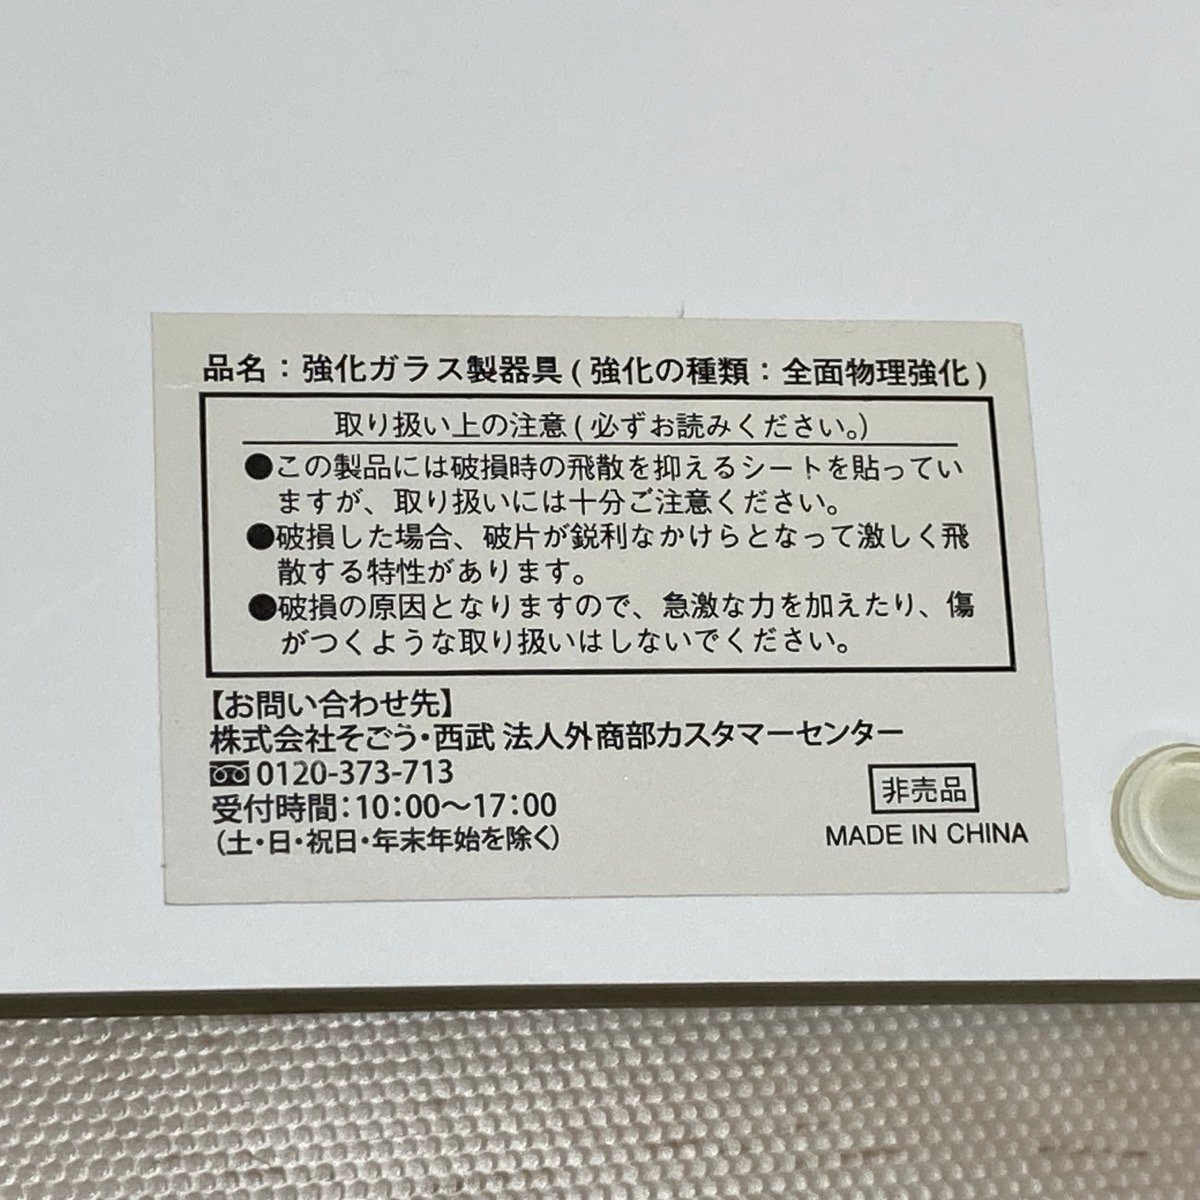 品名：強化ガラス製器具(強化の種類：全面物理強化)
取り扱い上の注意(必ずお読みください。)
●この製品には破損時の飛散を抑えるシートを貼ってい
ますが、取り扱いには十分ご注意ください。
●破損した場合、破片が鋭利なかけらとなって激しく飛
散する特性があります。
●破損の原因となりますので、急激な力を加えたり、傷
がつくような取り扱いはしないでください。
【お問い合わせ先】
株式会社そごう・西武 法人外商部カスタマーセンター
0120-373-713
受付時間：10：00〜17：00
(土・日・祝日・年末年始を除く)
非売品
MADE IN CHINA